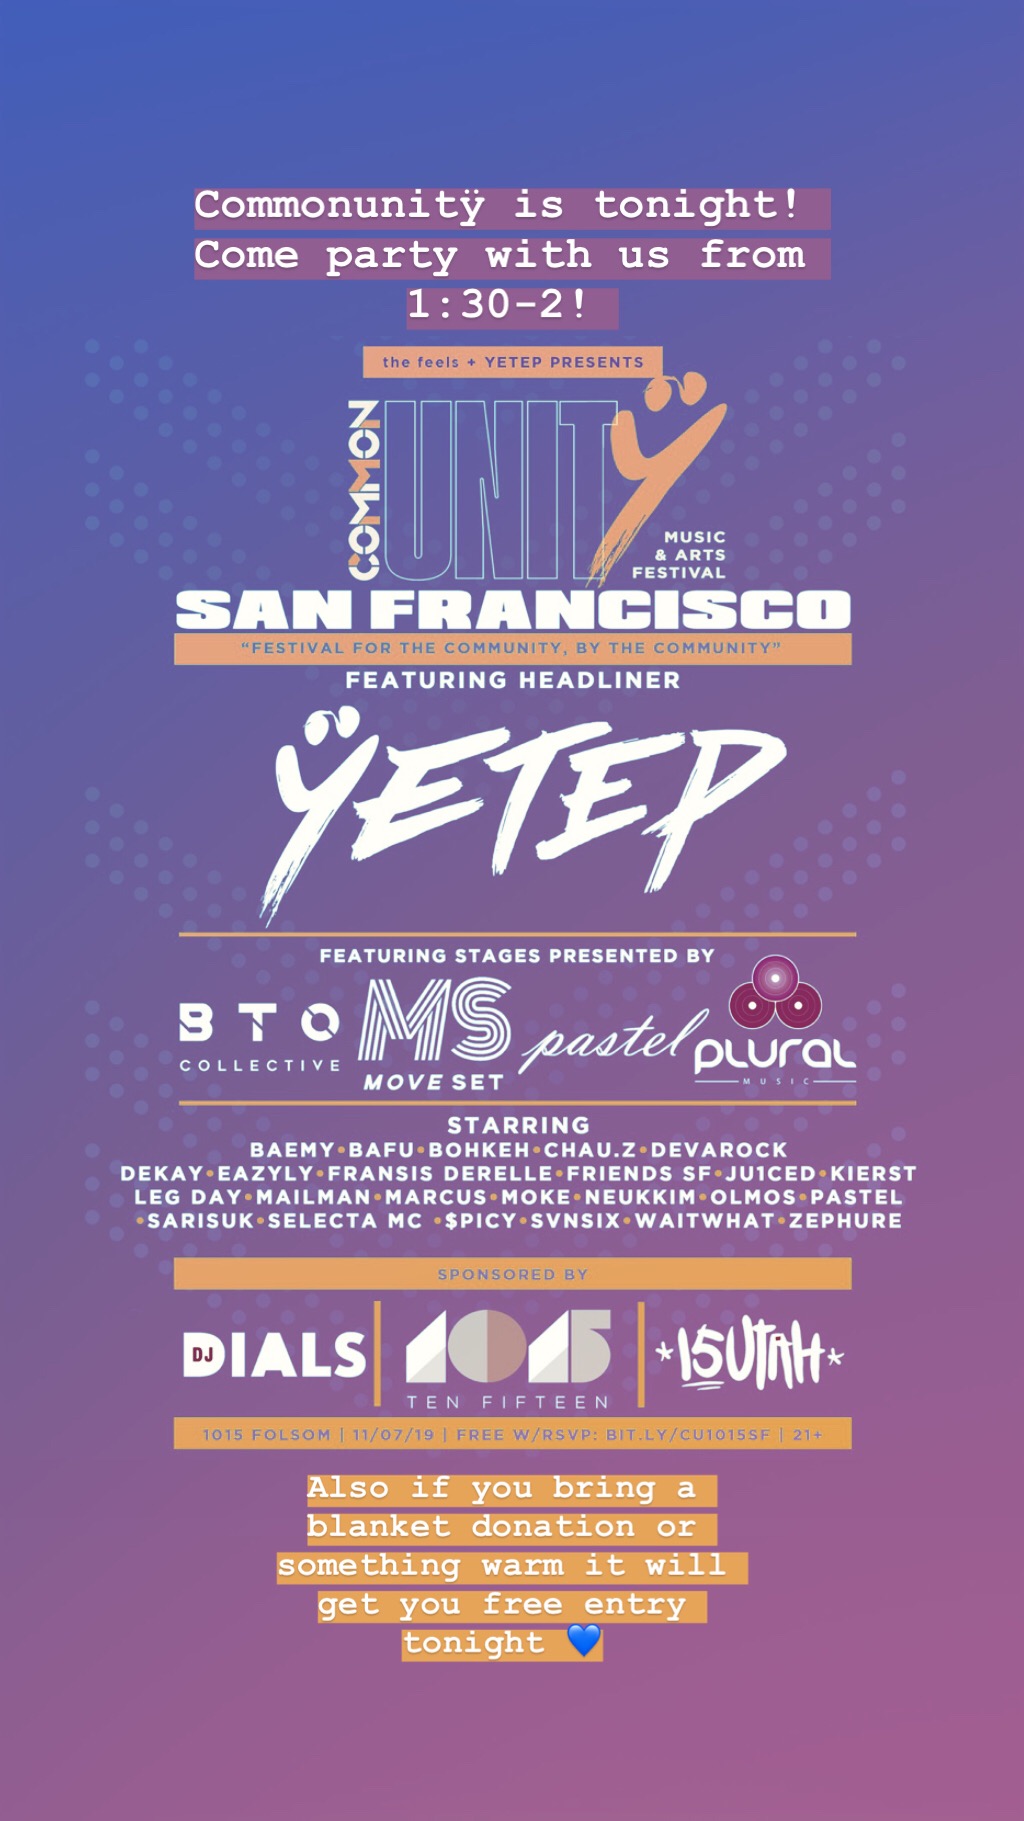 Commonunitÿ is tonight!
Come party with us from
1:30-2!
the feels + YETEP PRESENTS
COMMON
UNITŸ
MUSIC
& ARTS
FESTIVAL
SAN FRANCISCO
“FESTIVAL FOR THE COMMUNITY, BY THE COMMUNITY”
FEATURING HEADLINER
ŸETEP
FEATURING STAGES PRESENTED BY
BTO
COLLECTIVE
MS
MOVE SET
pastel
PLURAL
MUSIC
STARRING
BAEMY•BAFU•BOHKEH•CHAU.Z•DEVAROCK
DEKAY•EAZYLY•FRANSIS DERELLE•FRIENDS SF•JU1CED•KIERST
LEG DAY•MAILMAN•MARCUS•MOKE•NEUKKIM•OLMOS•PASTEL
•SARISUK•SELECTA MC •$PICY•SVNSIX•WAITWHAT•ZEPHURE
SPONSORED BY
DJ DIALS
1015
TEN FIFTEEN
*15UTAH*
1015 FOLSOM | 11/07/19 | FREE W/RSVP: BIT.LY/CU1015SF | 21+
Also if you bring a
blanket donation or
something warm it will
get you free entry
tonight 💙